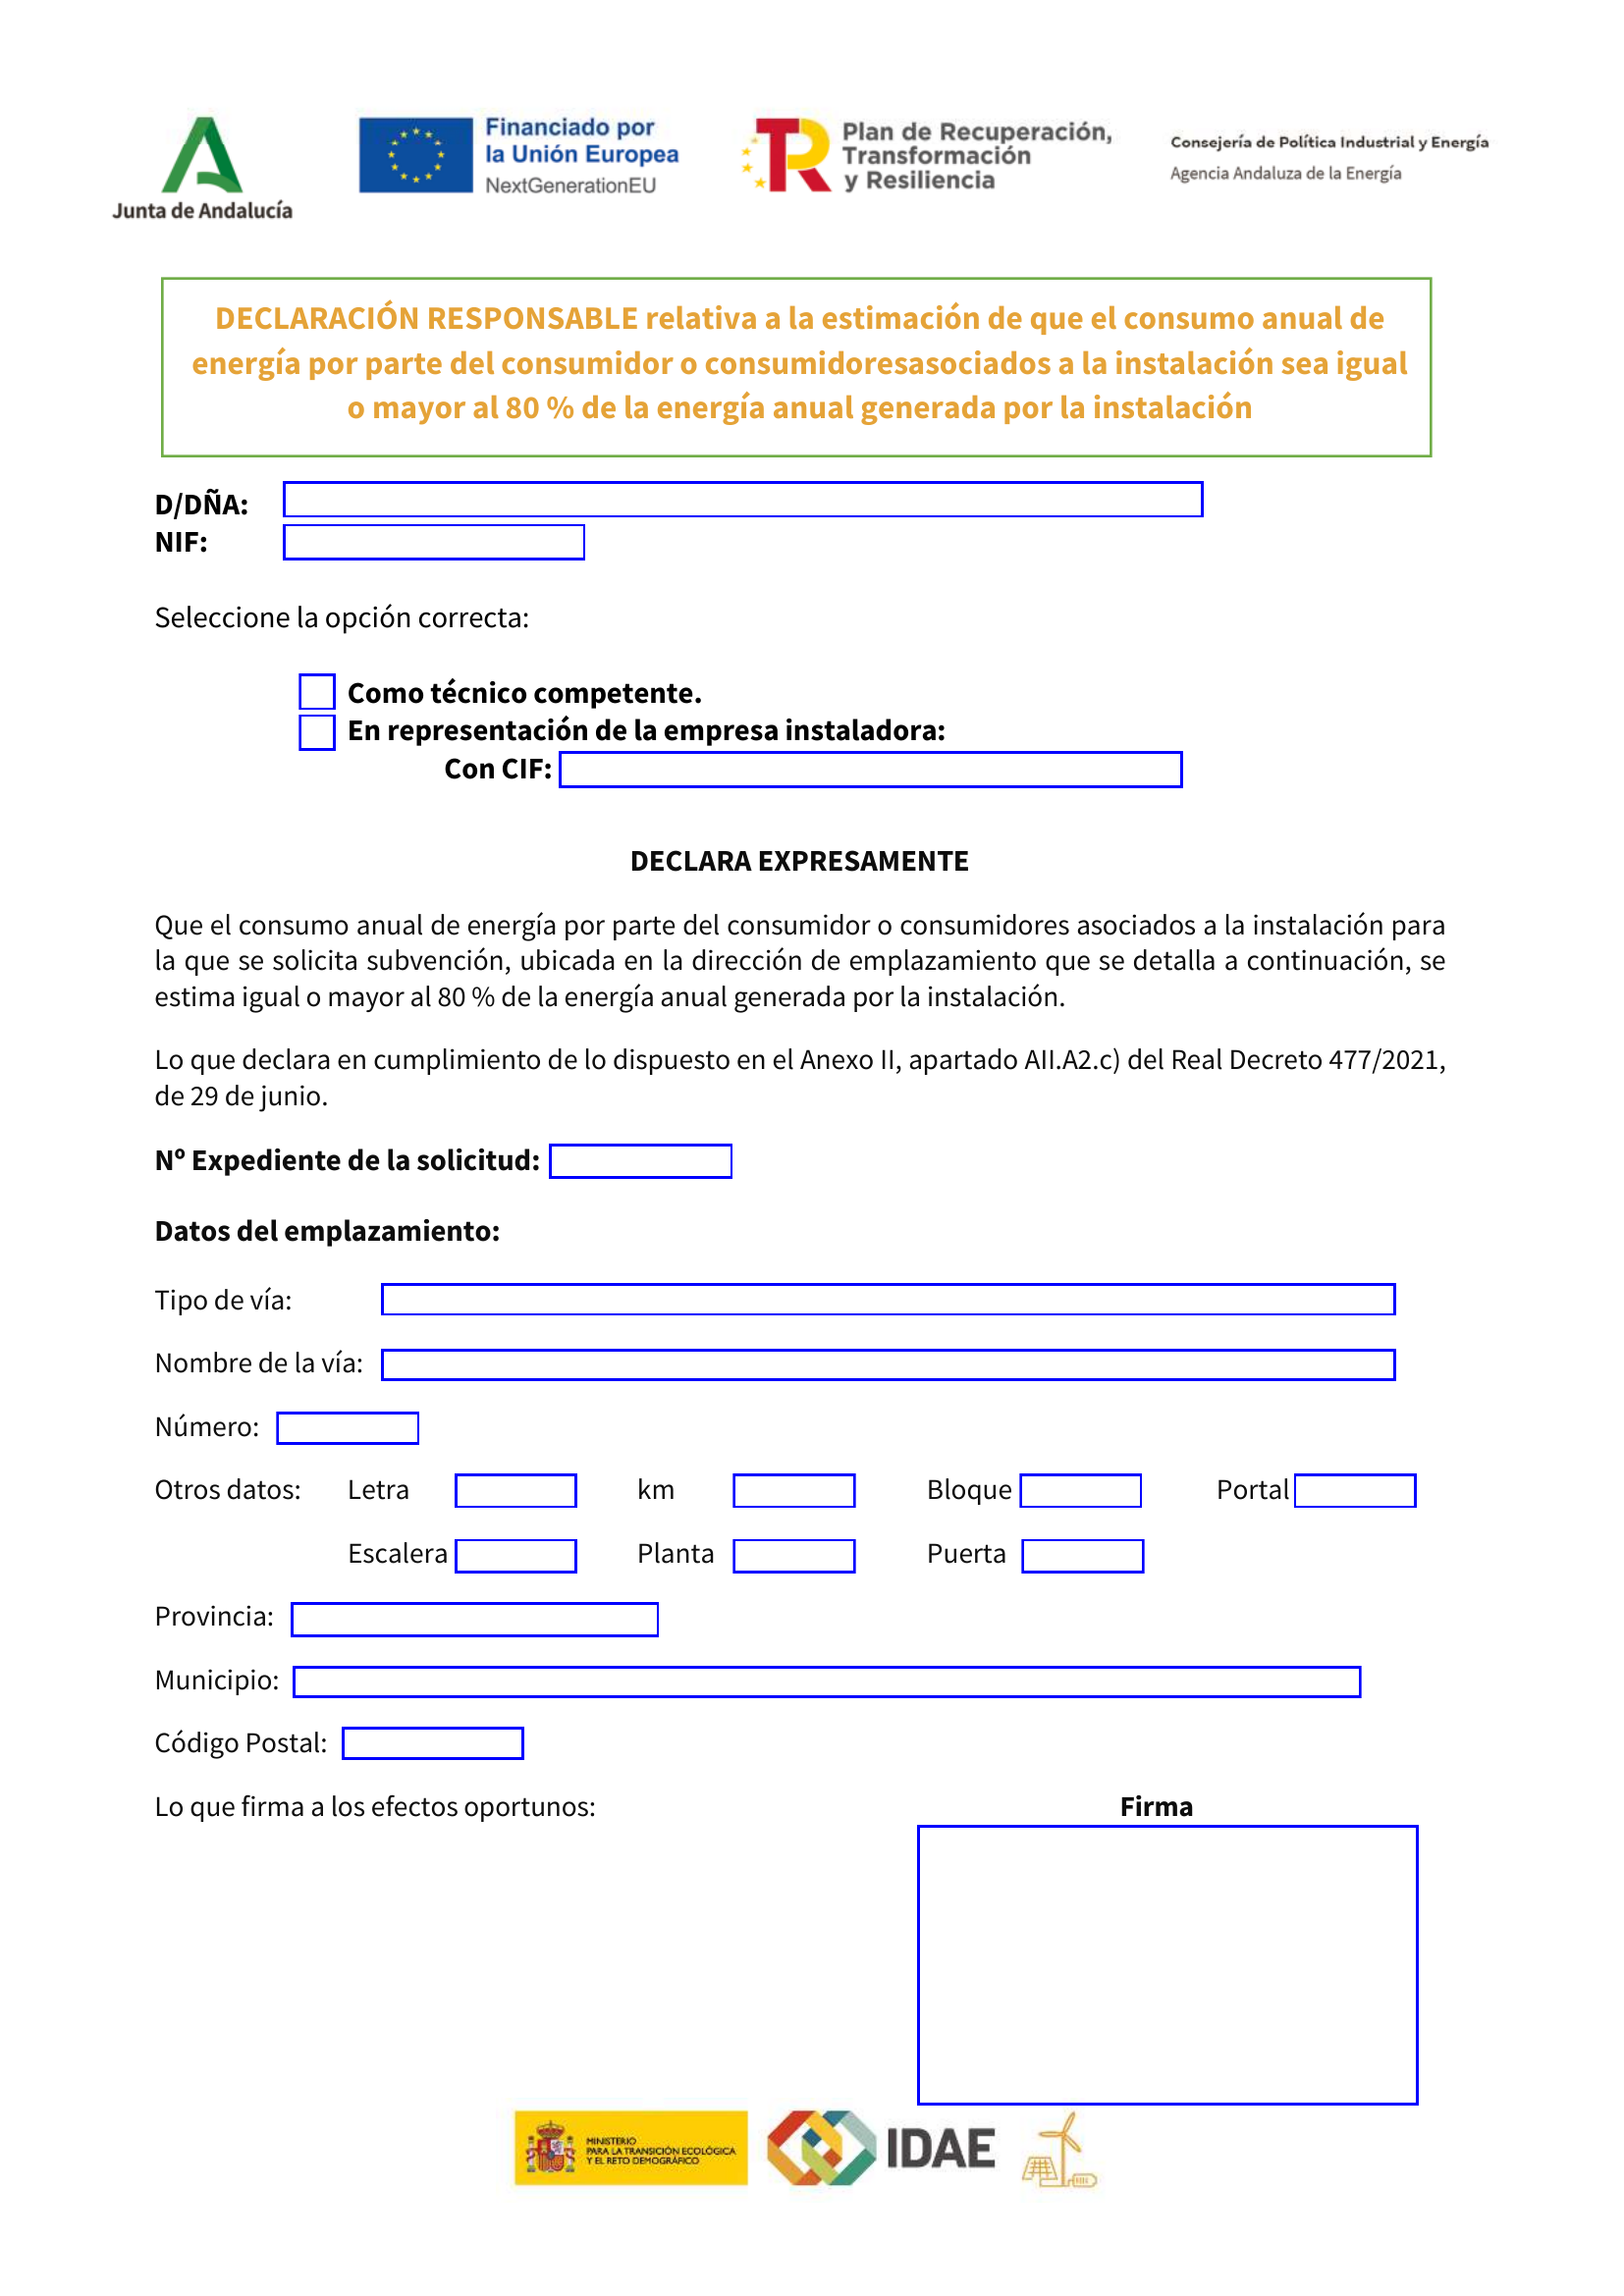 Junta de Andalucía
Financiado por
la Unión Europea
NextGenerationEU
Plan de Recuperación,
Transformación
y Resiliencia
Consejería de Política Industrial y Energía
Agencia Andaluza de la Energía
DECLARACIÓN RESPONSABLE relativa a la estimación de que el consumo anual de
energía por parte del consumidor o consumidoresasociados a la instalación sea igual
o mayor al 80 % de la energía anual generada por la instalación
D/DÑA:
NIF:
Seleccione la opción correcta:
Como técnico competente.
En representación de la empresa instaladora:
Con CIF:
DECLARA EXPRESAMENTE
Que el consumo anual de energía por parte del consumidor o consumidores asociados a la instalación para
la que se solicita subvención, ubicada en la dirección de emplazamiento que se detalla a continuación, se
estima igual o mayor al 80 % de la energía anual generada por la instalación.
Lo que declara en cumplimiento de lo dispuesto en el Anexo II, apartado AII.A2.c) del Real Decreto 477/2021,
de 29 de junio.
Nº Expediente de la solicitud:
Datos del emplazamiento:
Tipo de vía:
Nombre de la vía:
Número:
Otros datos: Letra km Bloque Portal
Escalera Planta Puerta
Provincia:
Municipio:
Código Postal:
Lo que firma a los efectos oportunos: Firma
MINISTERIO
PARA LA TRANSICIÓN ECOLÓGICA
Y EL RETO DEMOGRÁFICO
IDAE